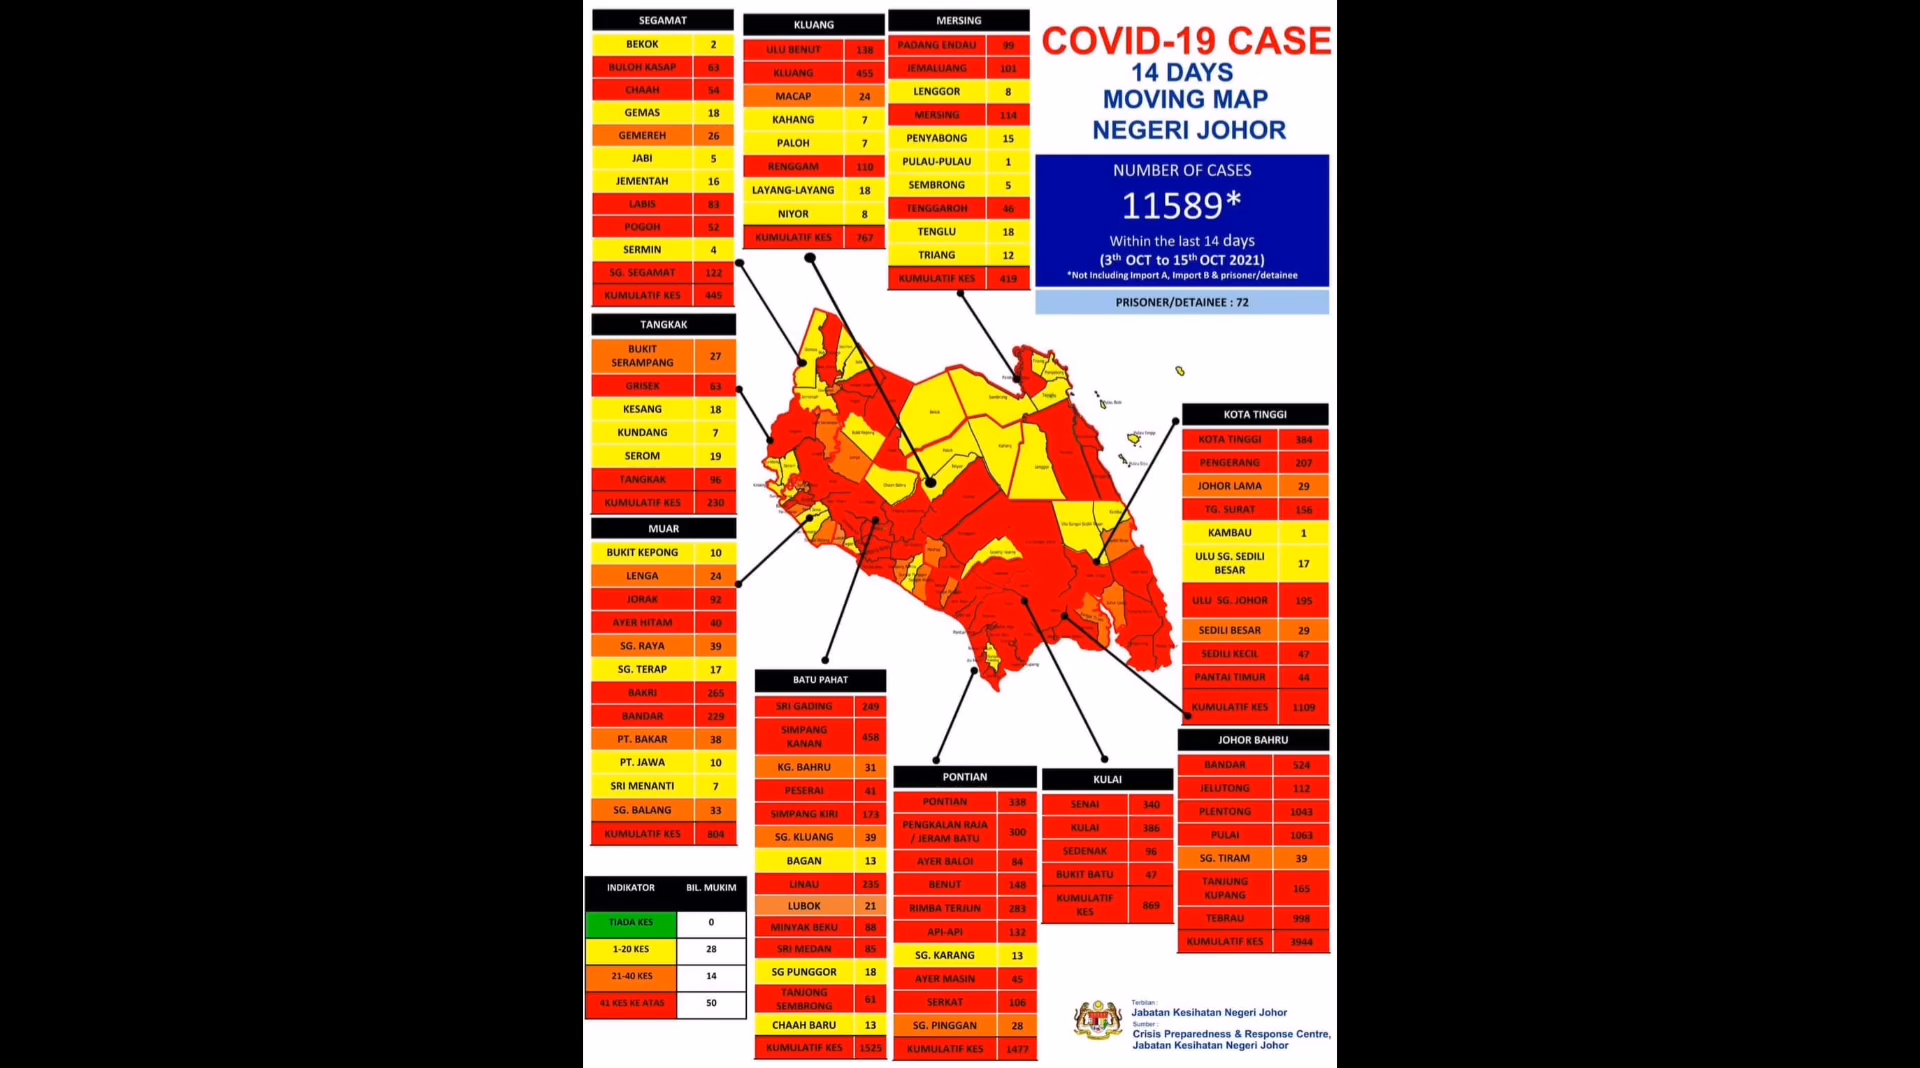 SEGAMAT
BEKOK 2
BULOH KASAP 63
CHAAH 54
GEMAS 18
GEMEREH 26
JABI 5
JEMENTAH 16
LABIS 83
POGOH 52
SERMIN 4
SG. SEGAMAT 122
KUMULATIF KES 445
KLUANG
ULU BENUT 138
KLUANG 455
MACAP 24
KAHANG 7
PALOH 7
RENGGAM 110
LAYANG-LAYANG 18
NIYOR 8
KUMULATIF KES 767
MERSING
PADANG ENDAU 99
JEMALUANG 101
LENGGOR 8
MERSING 114
PENYABONG 15
PULAU-PULAU 1
SEMBRONG 5
TENGGAROH 46
TENGLU 18
TRIANG 12
KUMULATIF KES 419
COVID-19 CASE
14 DAYS
MOVING MAP
NEGERI JOHOR
NUMBER OF CASES
11589*
Within the last 14 days
(3th OCT to 15th OCT 2021)
*Not Including Import A, Import B & prisoner/detainee
PRISONER/DETAINEE : 72
TANGKAK
BUKIT
SERAMPANG 27
GRISEK 63
KESANG 18
KUNDANG 7
SEROM 19
TANGKAK 96
KUMULATIF KES 230
MUAR
BUKIT KEPONG 10
LENGA 24
JORAK 92
AYER HITAM 40
SG. RAYA 39
SG. TERAP 17
BAKRI 265
BANDAR 229
PT. BAKAR 38
PT. JAWA 10
SRI MENANTI 7
SG. BALANG 33
KUMULATIF KES 804
KOTA TINGGI
KOTA TINGGI 384
PENGERANG 207
JOHOR LAMA 29
TG. SURAT 156
KAMBAU 1
ULU SG. SEDILI
BESAR 17
ULU SG. JOHOR 195
SEDILI BESAR 29
SEDILI KECIL 47
PANTAI TIMUR 44
KUMULATIF KES 1109
BATU PAHAT
SRI GADING 249
SIMPANG
KANAN 458
KG. BAHRU 31
PESERAI 41
SIMPANG KIRI 173
SG. KLUANG 39
BAGAN 13
LINAU 235
LUBOK 21
MINYAK BEKU 88
SRI MEDAN 85
SG PUNGGOR 18
TANJONG
SEMBRONG 61
CHAAH BARU 13
KUMULATIF KES 1525
PONTIAN
PONTIAN 338
PENGKALAN RAJA
/ JERAM BATU 300
AYER BALOI 84
BENUT 148
RIMBA TERJUN 283
API-API 132
SG. KARANG 13
AYER MASIN 45
SERKAT 106
SG. PINGGAN 28
KUMULATIF KES 1477
KULAI
SENAI 340
KULAI 386
SEDENAK 96
BUKIT BATU 47
KUMULATIF
KES 869
JOHOR BAHRU
BANDAR 524
JELUTONG 112
PLENTONG 1043
PULAI 1063
SG. TIRAM 39
TANJUNG
KUPANG 165
TEBRAU 998
KUMULATIF KES 3944
INDIKATOR BIL. MUKIM
TIADA KES 0
1-20 KES 28
21-40 KES 14
41 KES KE ATAS 50
Terbitan :
Jabatan Kesihatan Negeri Johor
Sumber :
Crisis Preparedness & Response Centre,
Jabatan Kesihatan Negeri Johor